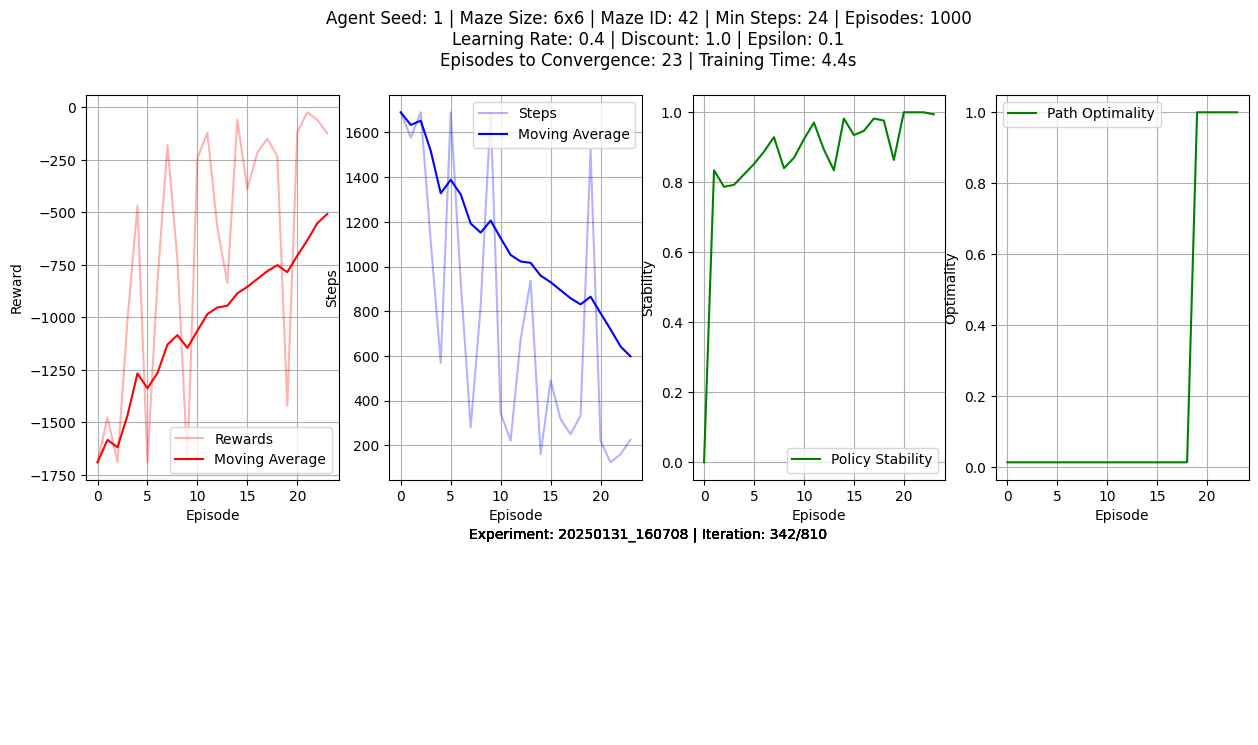 Agent Seed: 1 | Maze Size: 6x6 | Maze ID: 42 | Min Steps: 24 | Episodes: 1000
Learning Rate: 0.4 | Discount: 1.0 | Epsilon: 0.1
Episodes to Convergence: 23 | Training Time: 4.4s
0
−250
−500
−750
−1000
−1250
−1500
−1750
Reward
Rewards
Moving Average
0 5 10 15 20
Episode
1600
1400
1200
1000
800
600
400
200
Steps
Steps
Moving Average
0 5 10 15 20
Episode
1.0
0.8
0.6
0.4
0.2
0.0
Stability
Policy Stability
0 5 10 15 20
Episode
1.0
0.8
0.6
0.4
0.2
0.0
Optimality
Path Optimality
0 5 10 15 20
Episode
Experiment: 20250131_160708 | Iteration: 342/810